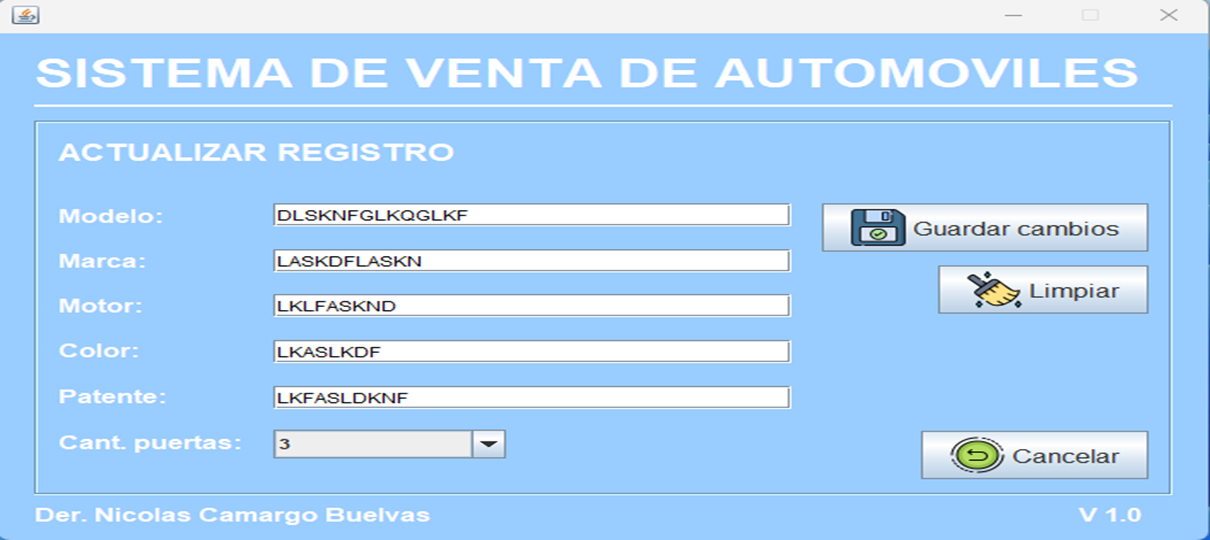 SISTEMA DE VENTA DE AUTOMOVILES
ACTUALIZAR REGISTRO
Modelo: DLSKNFGLKQGLKF
Guardar cambios
Marca: LASKDFLASKN
Limpiar
Motor: LKLFASKND
Color: LKASLKDF
Patente: LKFASLDKNF
Cant. puertas: 3
Cancelar
Der. Nicolas Camargo Buelvas
V 1.0